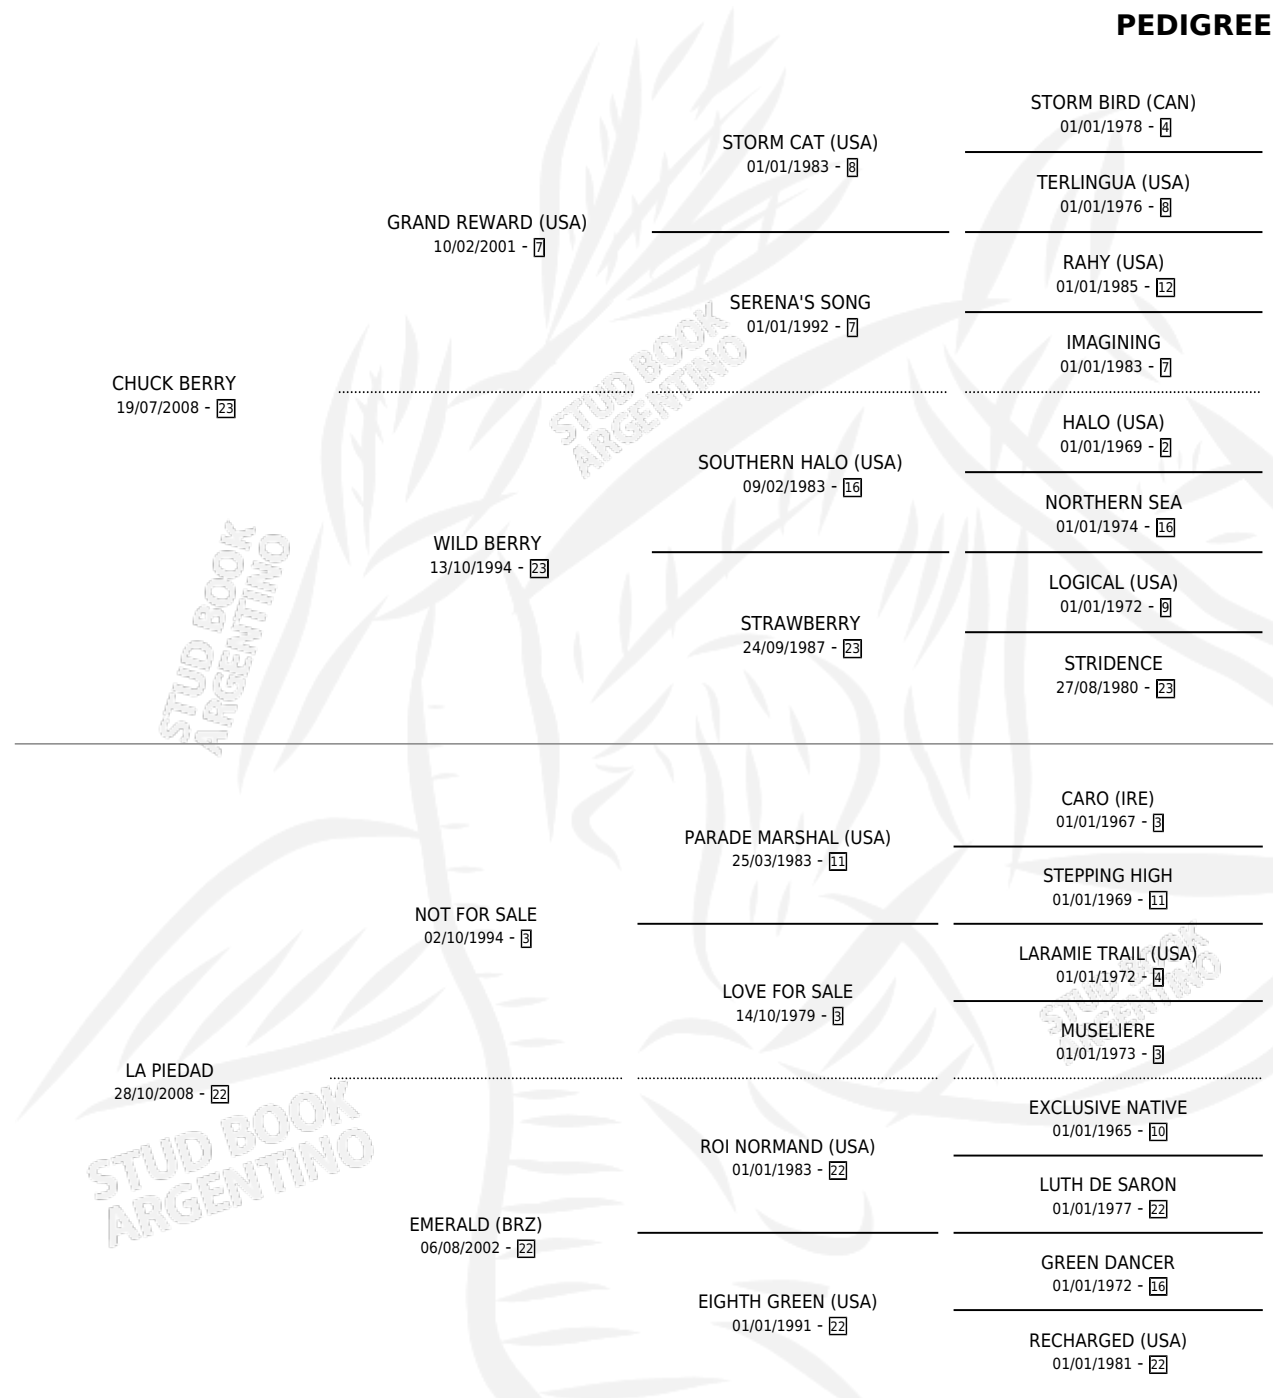 PEDIGREE
STORM BIRD (CAN)
01/01/1978 - 4
STORM CAT (USA)
01/01/1983 - 8
TERLINGUA (USA)
01/01/1976 - 8
GRAND REWARD (USA)
10/02/2001 - 7
RAHY (USA)
01/01/1985 - 12
SERENA'S SONG
01/01/1992 - 7
IMAGINING
01/01/1983 - 7
CHUCK BERRY
19/07/2008 - 23
HALO (USA)
01/01/1969 - 2
SOUTHERN HALO (USA)
09/02/1983 - 16
NORTHERN SEA
01/01/1974 - 16
WILD BERRY
13/10/1994 - 23
LOGICAL (USA)
01/01/1972 - 9
STRAWBERRY
24/09/1987 - 23
STRIDENCE
27/08/1980 - 23
CARO (IRE)
01/01/1967 - 3
PARADE MARSHAL (USA)
25/03/1983 - 11
STEPPING HIGH
01/01/1969 - 11
NOT FOR SALE
02/10/1994 - 3
LARAMIE TRAIL (USA)
01/01/1972 - 4
LOVE FOR SALE
14/10/1979 - 3
MUSELIERE
01/01/1973 - 3
LA PIEDAD
28/10/2008 - 22
EXCLUSIVE NATIVE
01/01/1965 - 10
ROI NORMAND (USA)
01/01/1983 - 22
LUTH DE SARON
01/01/1977 - 22
EMERALD (BRZ)
06/08/2002 - 22
GREEN DANCER
01/01/1972 - 16
EIGHTH GREEN (USA)
01/01/1991 - 22
RECHARGED (USA)
01/01/1981 - 22
STUD BOOK
ARGENTINO
STUD BOOK
ARGENTINO
STUD BOOK
ARGENTINO
STUD BOOK
ARGENTINO